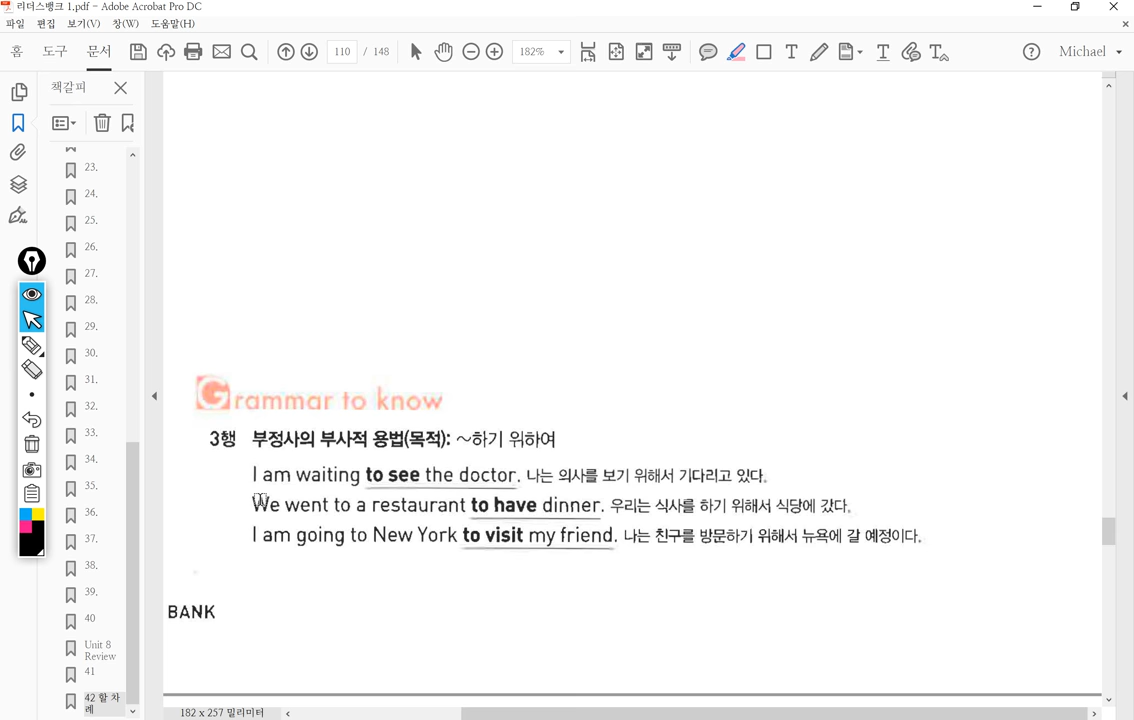 리더스뱅크 1.pdf - Adobe Acrobat Pro DC
파일 편집 보기(V) 창(W) 도움말(H)
홈 도구 문서 110 / 148 182% Michael
책갈피
23.
24.
25.
26.
27.
28.
29.
30.
31.
32.
33.
34.
35.
36.
37.
38.
39.
40
Unit 8
Review
41
42 할 차
례
Grammar to know
3행 부정사의 부사적 용법(목적): ~하기 위하여
I am waiting to see the doctor. 나는 의사를 보기 위해서 기다리고 있다.
We went to a restaurant to have dinner. 우리는 식사를 하기 위해서 식당에 갔다.
I am going to New York to visit my friend. 나는 친구를 방문하기 위해서 뉴욕에 갈 예정이다.
BANK
182 x 257 밀리미터